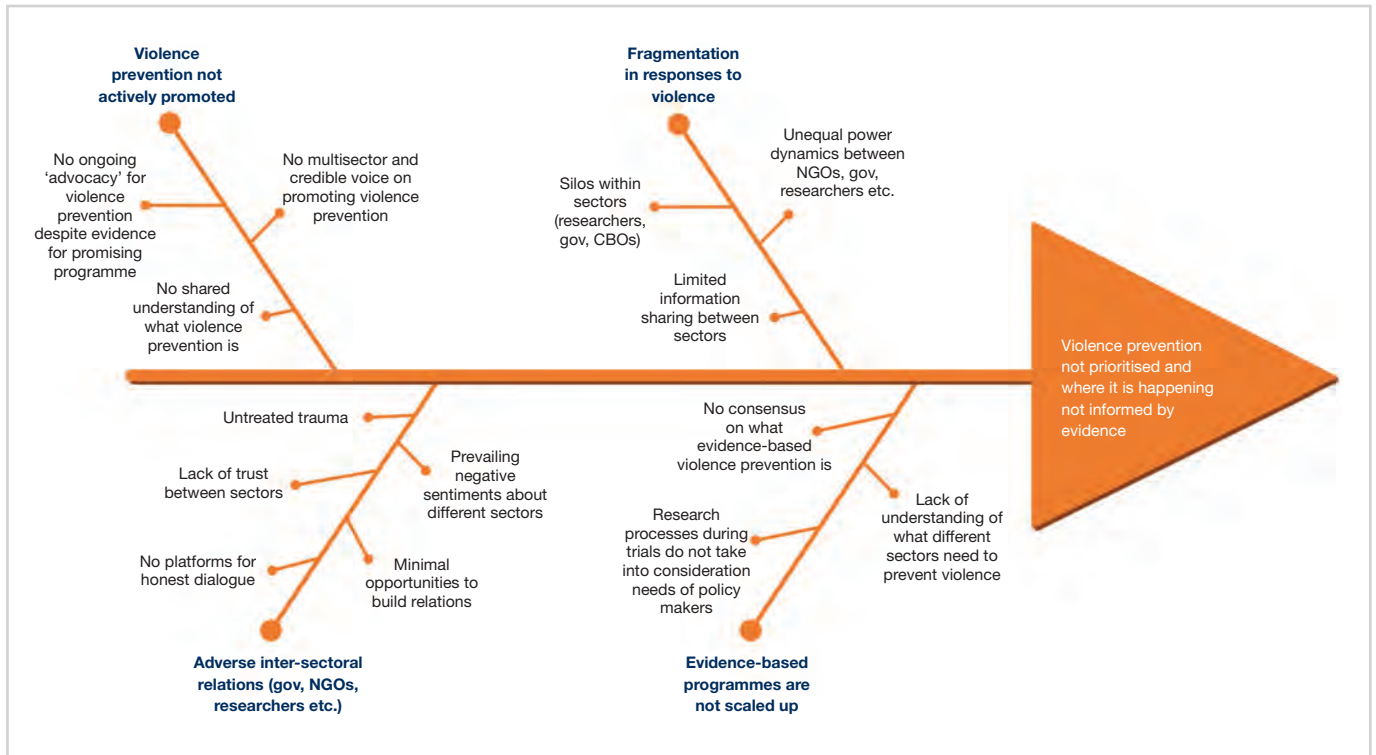 Violence
prevention not
actively promoted
No ongoing
‘advocacy’ for
violence
prevention
despite evidence
for promising
programme
No multisector and
credible voice on
promoting violence
prevention
No shared
understanding of
what violence
prevention is
Fragmentation
in responses to
violence
Silos within
sectors
(researchers,
gov, CBOs)
Unequal power
dynamics between
NGOs, gov,
researchers etc.
Limited
information
sharing between
sectors
Violence prevention
not prioritised and
where it is happening
not informed by
evidence
Untreated trauma
Prevailing
negative
sentiments about
different sectors
Lack of trust
between sectors
Minimal
opportunities to
build relations
No platforms for
honest dialogue
Adverse inter-sectoral
relations (gov, NGOs,
researchers etc.)
No consensus
on what
evidence-based
violence prevention is
Lack of
understanding of
what different
sectors need to
prevent violence
Research
processes during
trials do not take
into consideration
needs of policy
makers
Evidence-based
programmes are
not scaled up